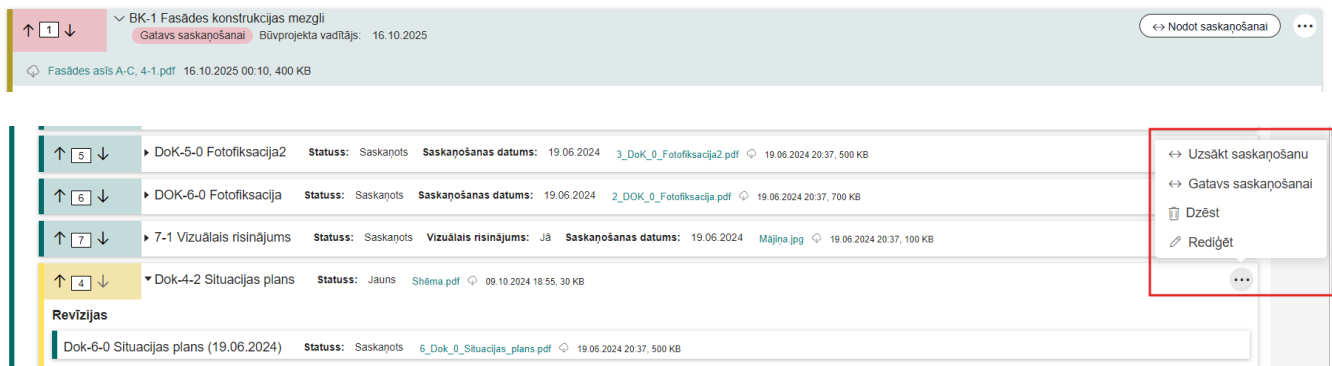 1 BK-1 Fasādes konstrukcijas mezgli
Gatavs saskaņošanai Būvprojekta vadītājs: 16.10.2025
Nodot saskaņošanai
Fasādes asīs A-C, 4-1.pdf 16.10.2025 00:10, 400 KB
5 DoK-5-0 Fotofiksacija2 Statuss: Saskaņots Saskaņošanas datums: 19.06.2024 3_DoK_0_Fotofiksacija2.pdf 19.06.2024 20:37, 500 KB
6 DOK-6-0 Fotofiksacija Statuss: Saskaņots Saskaņošanas datums: 19.06.2024 2_DOK_0_Fotofiksacija.pdf 19.06.2024 20:37, 700 KB
7 7-1 Vizuālais risinājums Statuss: Saskaņots Vizuālais risinājums: Jā Saskaņošanas datums: 19.06.2024 Mājiņa.jpg 19.06.2024 20:37, 100 KB
4 Dok-4-2 Situacijas plans Statuss: Jauns Shēma.pdf 09.10.2024 18:55, 30 KB
Revīzijas
Dok-6-0 Situacijas plans (19.06.2024) Statuss: Saskaņots 6_Dok_0_Situacijas_plans.pdf 19.06.2024 20:37, 500 KB
Uzsākt saskaņošanu
Gatavs saskaņošanai
Dzēst
Rediģēt